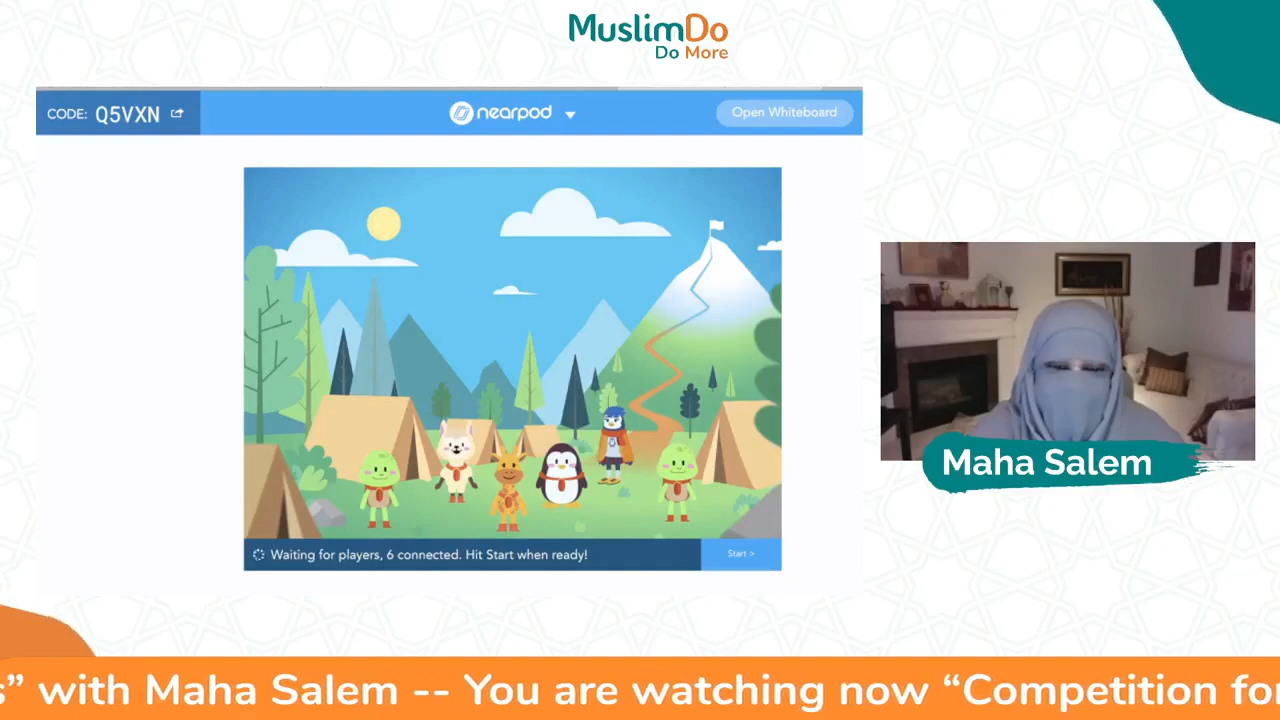 MuslimDo
Do More
CODE: Q5VXN
nearpod
Open Whiteboard
Maha Salem
Waiting for players, 6 connected. Hit Start when ready!
Start >
s” with Maha Salem -- You are watching now “Competition for